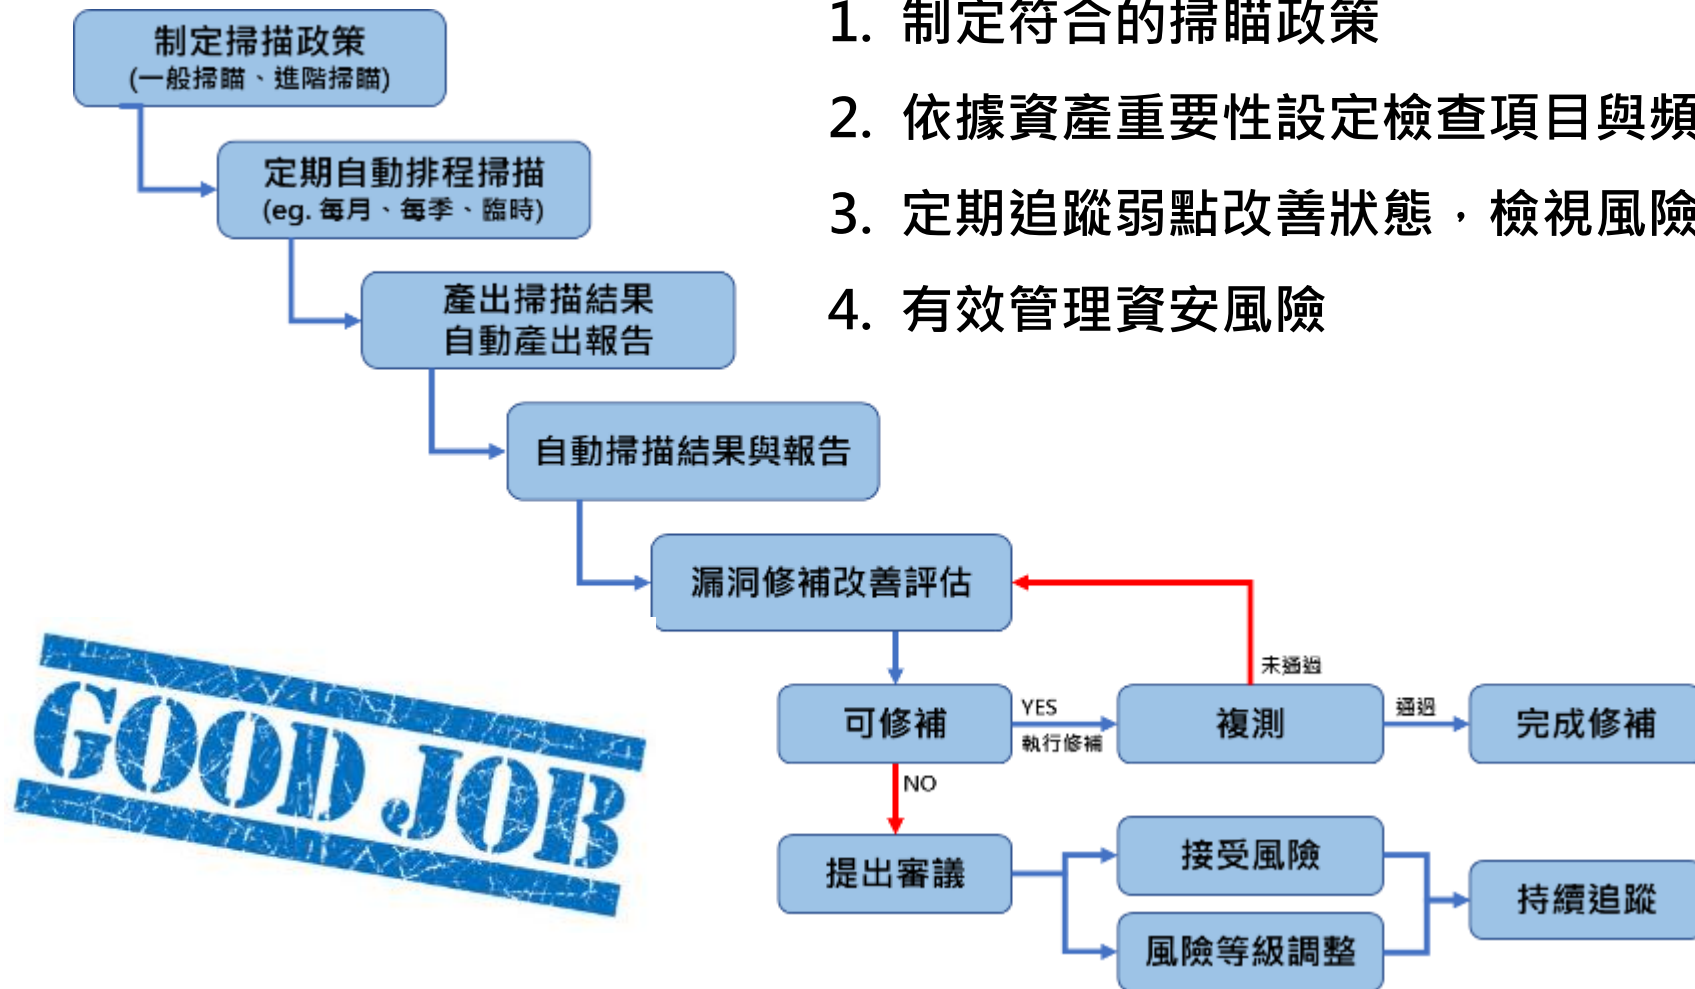 制定掃描政策
(一般掃瞄、進階掃瞄)
定期自動排程掃描
(eg. 每月、每季、臨時)
產出掃描結果
自動產出報告
自動掃描結果與報告
漏洞修補改善評估
可修補
YES
執行修補
複測
未通過
通過
完成修補
NO
提出審議
接受風險
風險等級調整
持續追蹤
1. 制定符合的掃瞄政策
2. 依據資產重要性設定檢查項目與頻
3. 定期追蹤弱點改善狀態，檢視風險
4. 有效管理資安風險
GOOD JOB